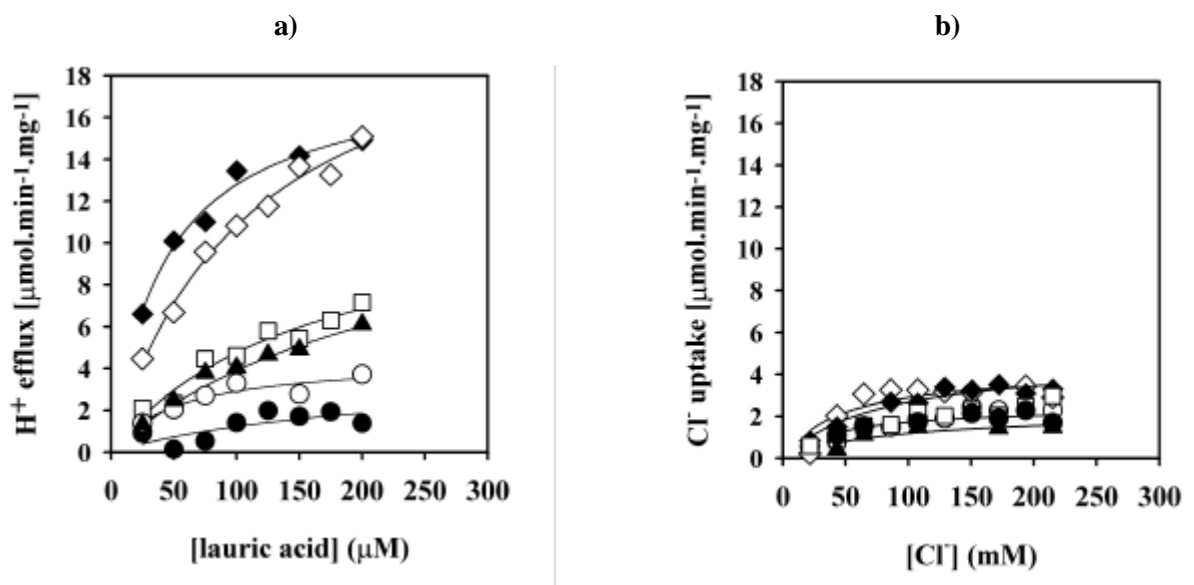 a)
18
16
14
12
10
8
6
4
2
0
H⁺ efflux [μmol.min⁻¹.mg⁻¹]
0 50 100 150 200 250 300
[lauric acid] (μM)
b)
18
16
14
12
10
8
6
4
2
0
Cl⁻ uptake [μmol.min⁻¹.mg⁻¹]
0 50 100 150 200 250 300
[Cl⁻] (mM)